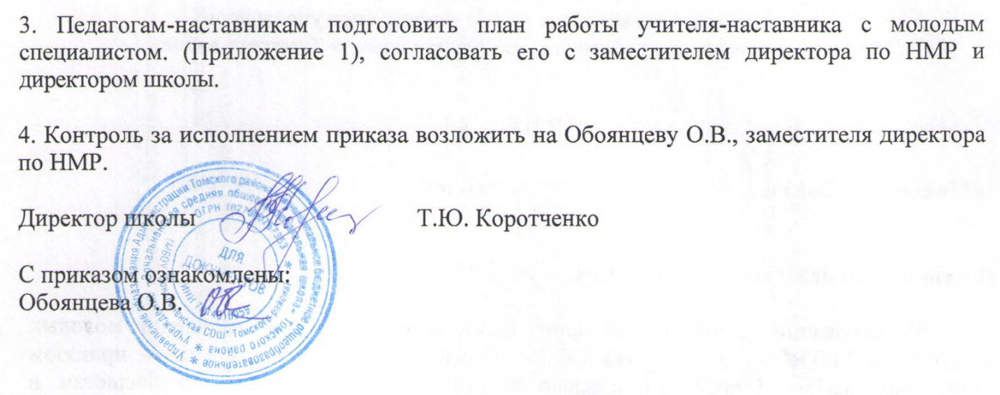 3. Педагогам-наставникам подготовить план работы учителя-наставника с молодым
специалистом. (Приложение 1), согласовать его с заместителем директора по НМР и
директором школы.
4. Контроль за исполнением приказа возложить на Обоянцеву О.В., заместителя директора
по НМР.
Директор школы
Т.Ю. Коротченко
С приказом ознакомлены:
Обоянцева О.В.
ДЛЯ
ДОКУМЕНТОВ